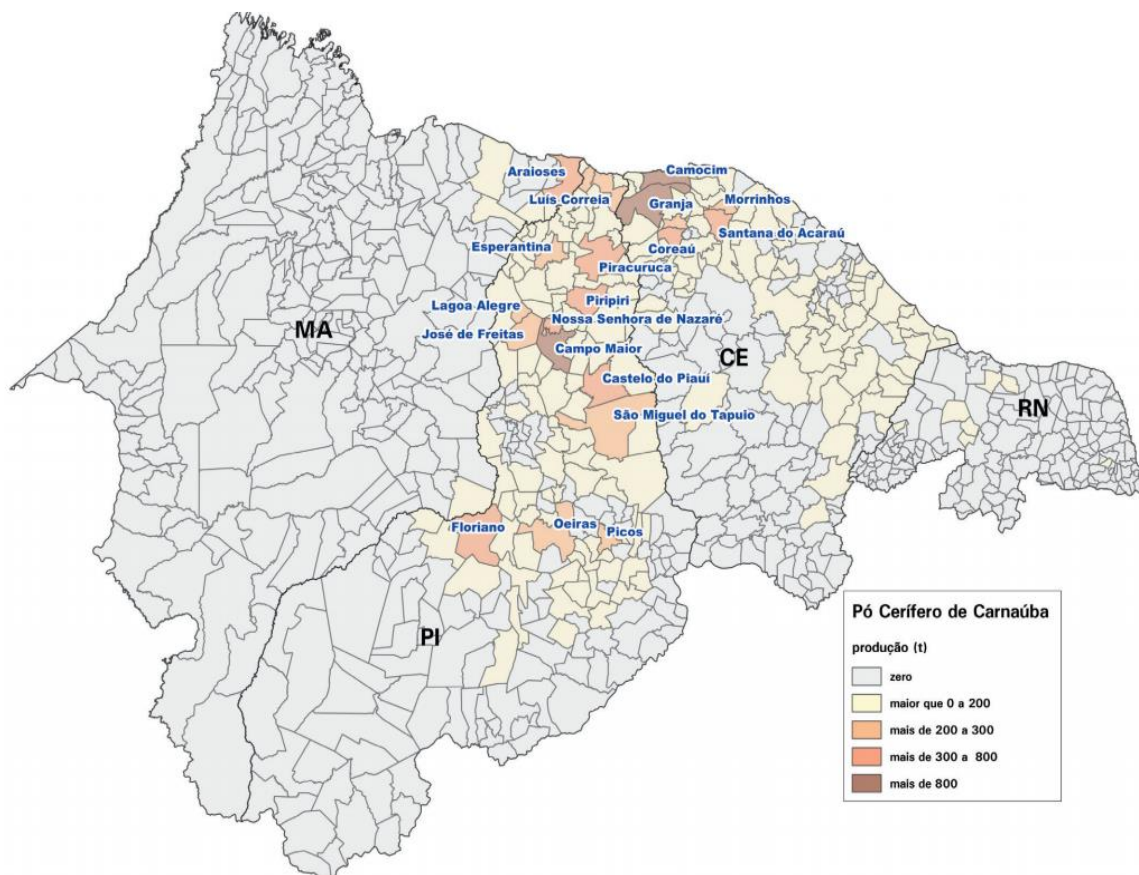 Araioses
Camocim
Luís Correia
Granja
Morrinhos
Santana do Acaraú
Esperantina
Coreaú
Piracuruca
Lagoa Alegre
Piripiri
MA
Nossa Senhora de Nazaré
José de Freitas
Campo Maior
CE
Castelo do Piauí
RN
São Miguel do Tapuio
Floriano
Oeiras
Picos
PI
Pó Cerífero de Carnaúba
produção (t)
zero
maior que 0 a 200
mais de 200 a 300
mais de 300 a 800
mais de 800